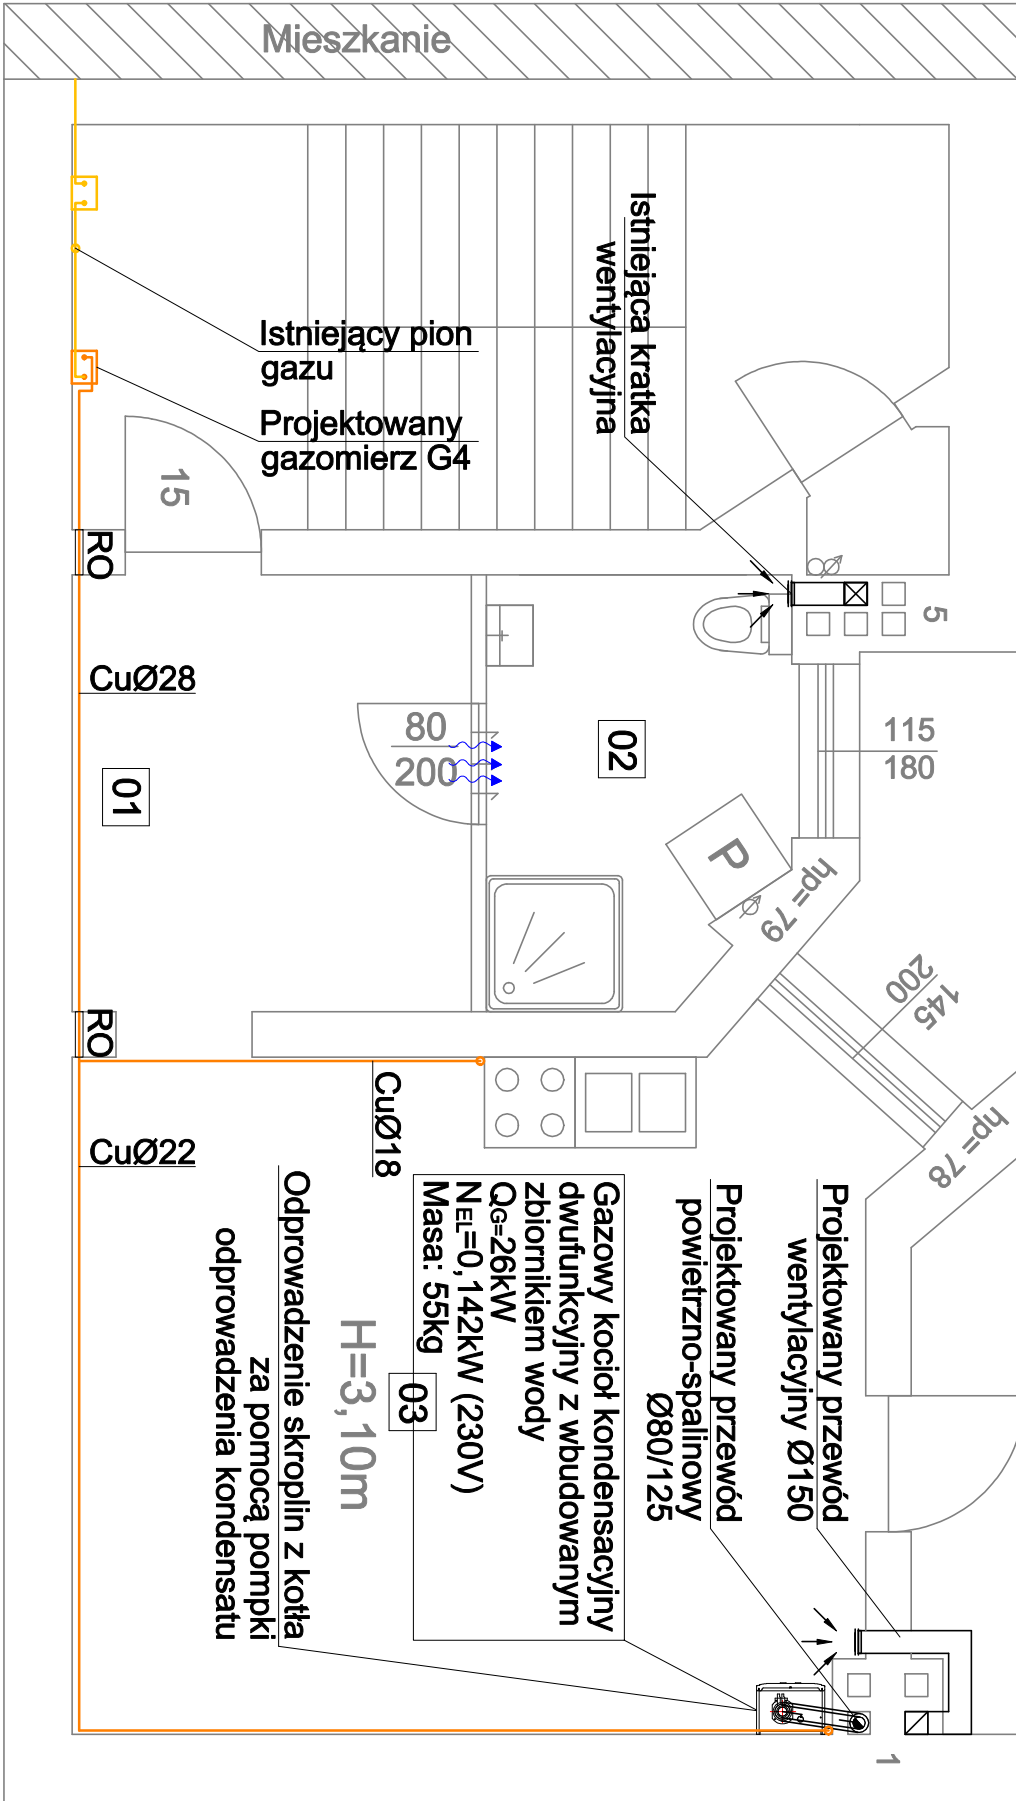 Mieszkanie
Istniejąca kratka
wentylacyjna
Istniejący pion
gazu
Projektowany
gazomierz G4
15
RO
5
CuØ28
80
200
02
115
180
01
P
hp= 79
145
200
RO
CuØ18
CuØ22
hp= 78
Projektowany przewód
wentylacyjny Ø150
Projektowany przewód
powietrzno-spalinowy
Ø80/125
Gazowy kocioł kondensacyjny
dwufunkcyjny z wbudowanym
zbiornikiem wody
QG=26kW
NEL=0,142kW (230V)
Masa: 55kg
03
H=3,10m
Odprowadzenie skroplin z kotła
za pomocą pompki
odprowadzenia kondensatu
1